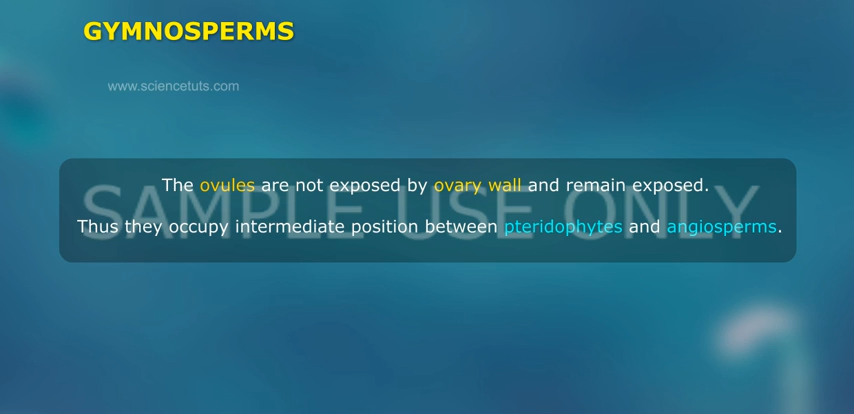 GYMNOSPERMS
www.sciencetuts.com
The ovules are not exposed by ovary wall and remain exposed.
SAMPLE USE ONLY
Thus they occupy intermediate position between pteridophytes and angiosperms.